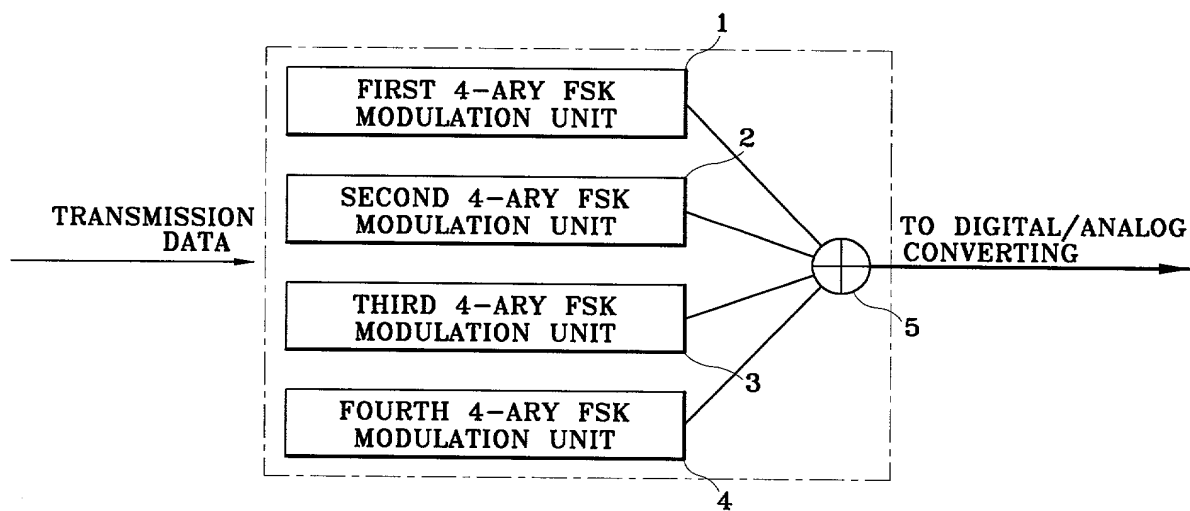 1
FIRST 4-ARY FSK
MODULATION UNIT
2
SECOND 4-ARY FSK
MODULATION UNIT
TRANSMISSION
DATA
TO DIGITAL/ANALOG
CONVERTING
5
THIRD 4-ARY FSK
MODULATION UNIT
3
FOURTH 4-ARY FSK
MODULATION UNIT
4